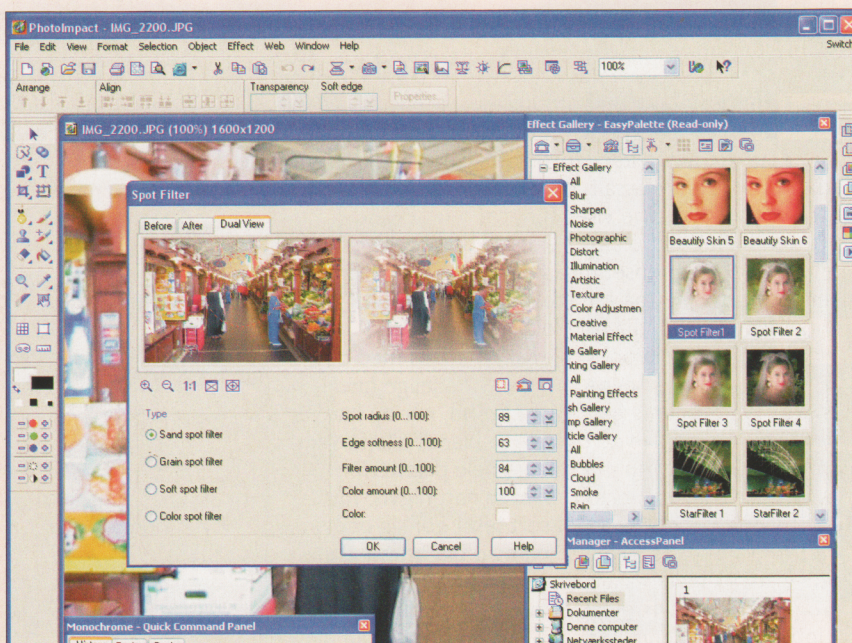 PhotoImpact - IMG_2200.JPG
File Edit View Format Selection Object Effect Web Window Help
Switch
100%
Arrange
Align
Transparency
Soft edge
Properties...
IMG_2200.JPG (100%) 1600x1200
Effect Gallery - EasyPalette (Read-only)
Effect Gallery
All
Blur
Sharpen
Noise
Photographic
Distort
Illumination
Artistic
Texture
Color Adjustmen
Creative
Material Effect
le Gallery
nting Gallery
All
Painting Effects
sh Gallery
mp Gallery
ticle Gallery
All
Bubbles
Cloud
Smoke
Rain
Beautify Skin 5
Beautify Skin 6
Spot Filter1
Spot Filter 2
Spot Filter 3
Spot Filter 4
StarFilter 1
StarFilter 2
Spot Filter
Before After Dual View
1:1
Type
Sand spot filter
Grain spot filter
Soft spot filter
Color spot filter
Spot radius (0...100): 89
Edge softness (0...100): 63
Filter amount (0...100): 84
Color amount (0...100): 100
Color:
OK Cancel Help
Manager - AccessPanel
Skrivebord
Recent Files
Dokumenter
Denne computer
Netværkssteder
1
Monochrome - Quick Command Panel